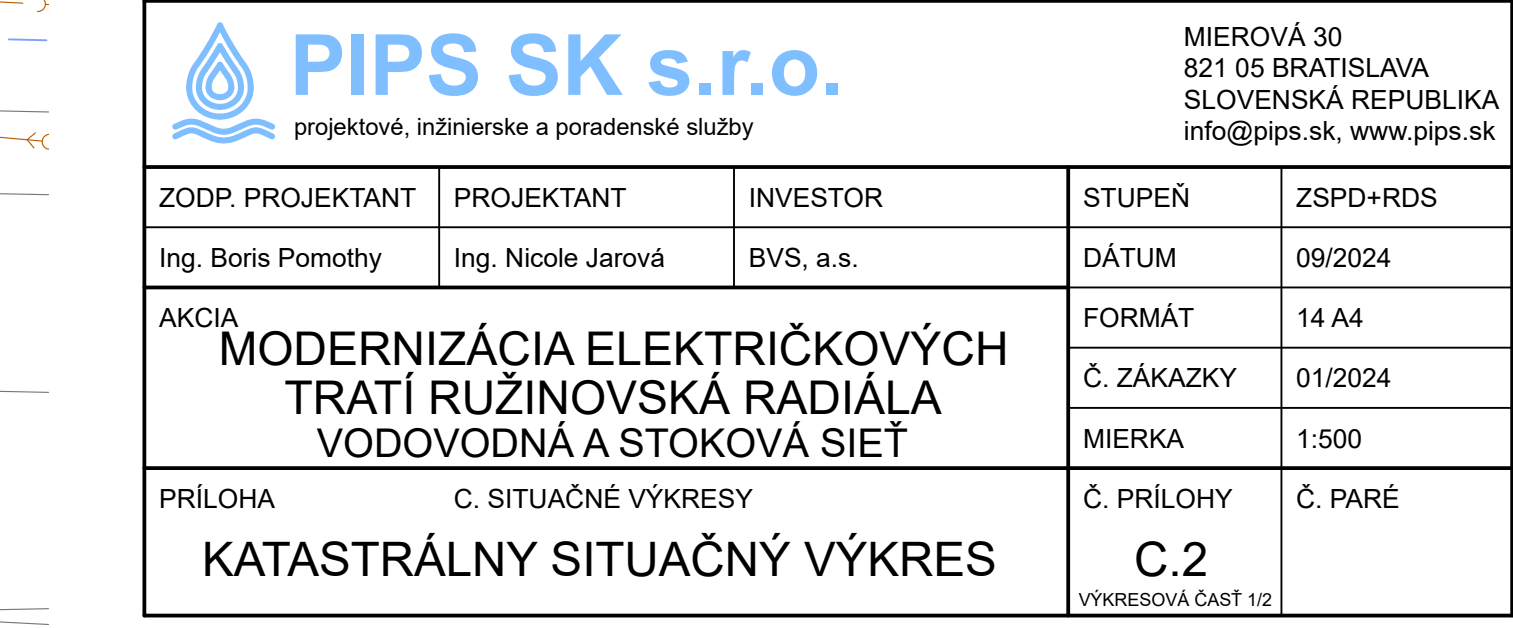 PIPS SK s.r.o.
projektové, inžinierske a poradenské služby
MIEROVÁ 30
821 05 BRATISLAVA
SLOVENSKÁ REPUBLIKA
info@pips.sk, www.pips.sk
ZODP. PROJEKTANT
PROJEKTANT
INVESTOR
STUPEŇ
ZSPD+RDS
Ing. Boris Pomothy
Ing. Nicole Jarová
BVS, a.s.
DÁTUM
09/2024
AKCIA
MODERNIZÁCIA ELEKTRIČKOVÝCH
TRATÍ RUŽINOVSKÁ RADIÁLA
VODOVODNÁ A STOKOVÁ SIEŤ
FORMÁT
14 A4
Č. ZÁKAZKY
01/2024
MIERKA
1:500
PRÍLOHA
C. SITUAČNÉ VÝKRESY
KATASTRÁLNY SITUAČNÝ VÝKRES
Č. PRÍLOHY
C.2
VÝKRESOVÁ ČASŤ 1/2
Č. PARÉ